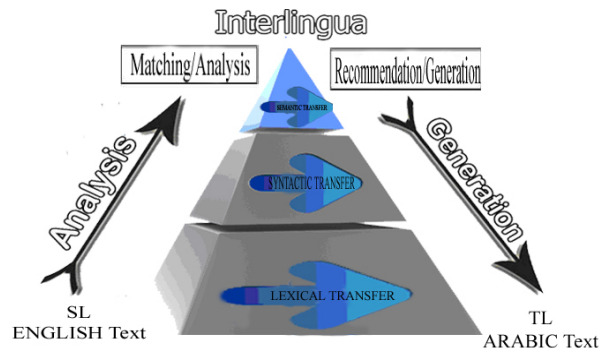 Interlingua
Matching/Analysis
Recommendation/Generation
SEMANTIC TRANSFER
Analysis
Generation
SYNTACTIC TRANSFER
LEXICAL TRANSFER
SL
ENGLISH Text
TL
ARABIC Text